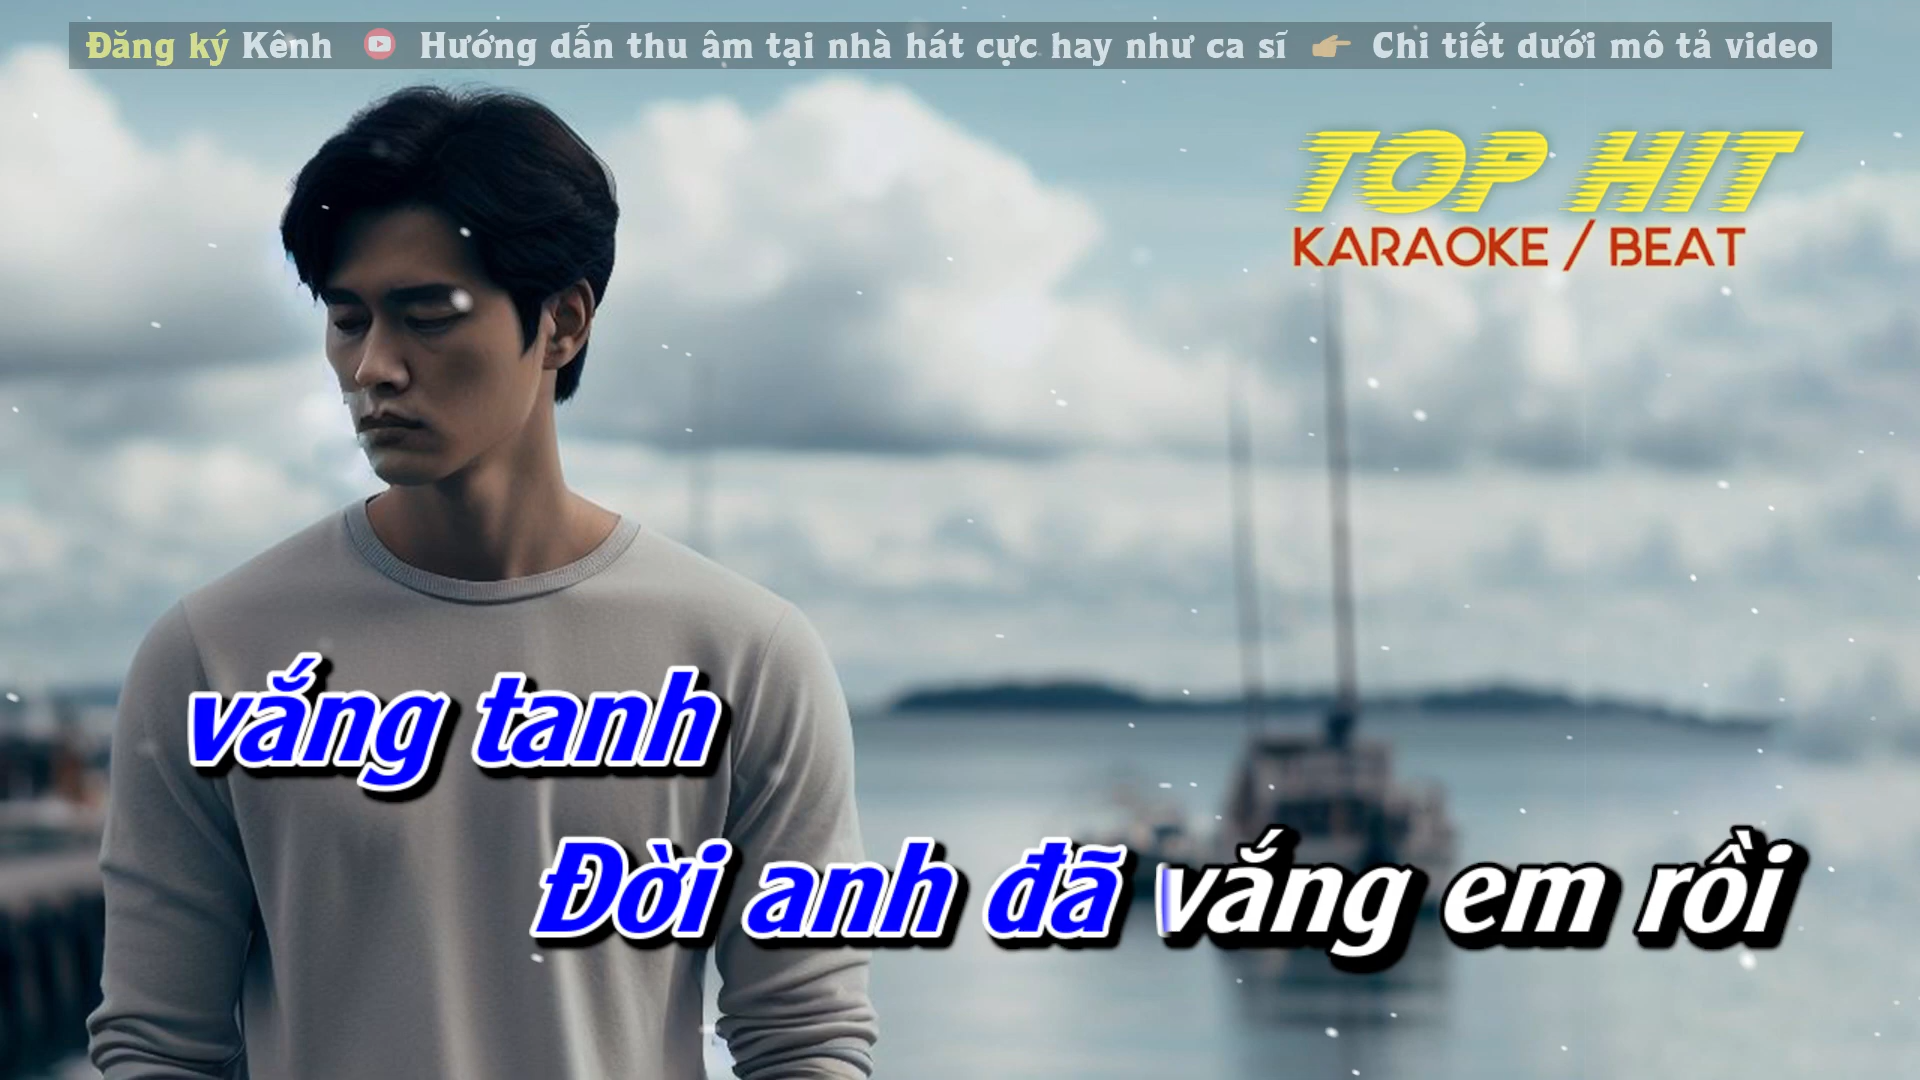 Đăng ký Kênh Hướng dẫn thu âm tại nhà hát cực hay như ca sĩ Chi tiết dưới mô tả video
TOP HIT
KARAOKE / BEAT
vắng tanh
Đời anh đã vắng em rồi